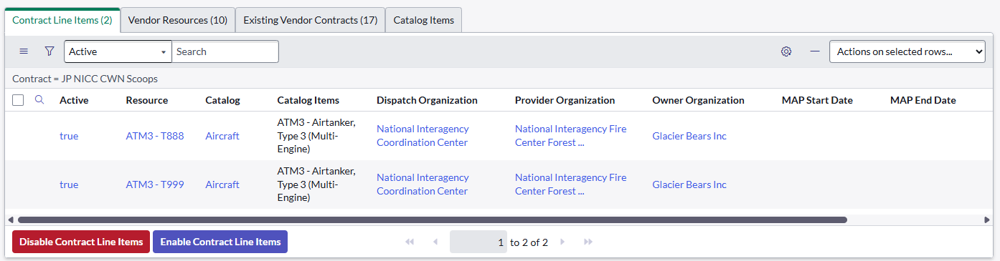 Contract Line Items (2) Vendor Resources (10) Existing Vendor Contracts (17) Catalog Items
Active Search Actions on selected rows...
Contract = JP NICC CWN Scoops
Active Resource Catalog Catalog Items Dispatch Organization Provider Organization Owner Organization MAP Start Date MAP End Date
true ATM3 - T888 Aircraft ATM3 - Airtanker, Type 3 (Multi-Engine) National Interagency Coordination Center National Interagency Fire Center Forest ... Glacier Bears Inc
true ATM3 - T999 Aircraft ATM3 - Airtanker, Type 3 (Multi-Engine) National Interagency Coordination Center National Interagency Fire Center Forest ... Glacier Bears Inc
Disable Contract Line Items Enable Contract Line Items 1 to 2 of 2